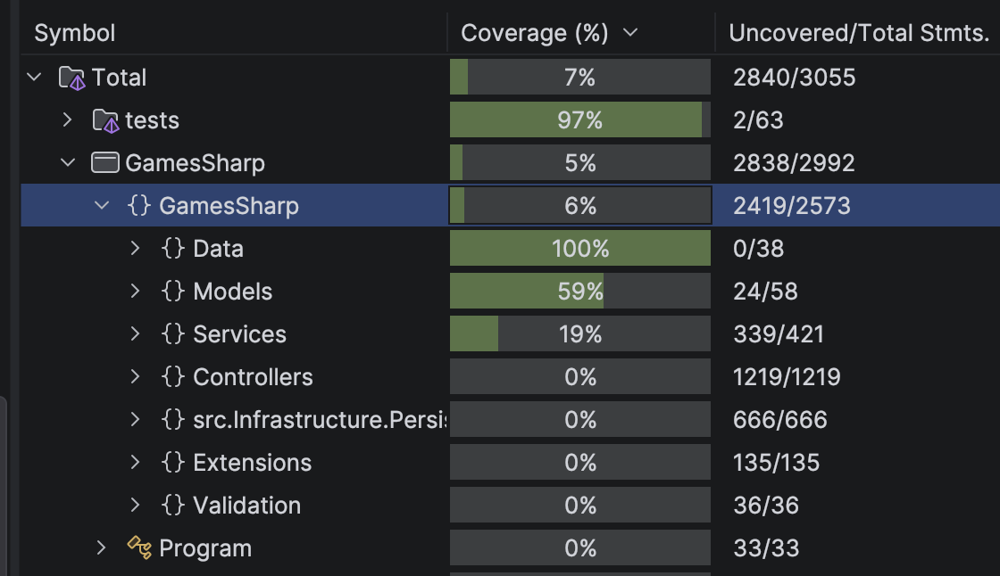 Symbol Coverage (%) Uncovered/Total Stmts.
Total 7% 2840/3055
tests 97% 2/63
GamesSharp 5% 2838/2992
{} GamesSharp 6% 2419/2573
{} Data 100% 0/38
{} Models 59% 24/58
{} Services 19% 339/421
{} Controllers 0% 1219/1219
{} src.Infrastructure.Persis 0% 666/666
{} Extensions 0% 135/135
{} Validation 0% 36/36
Program 0% 33/33